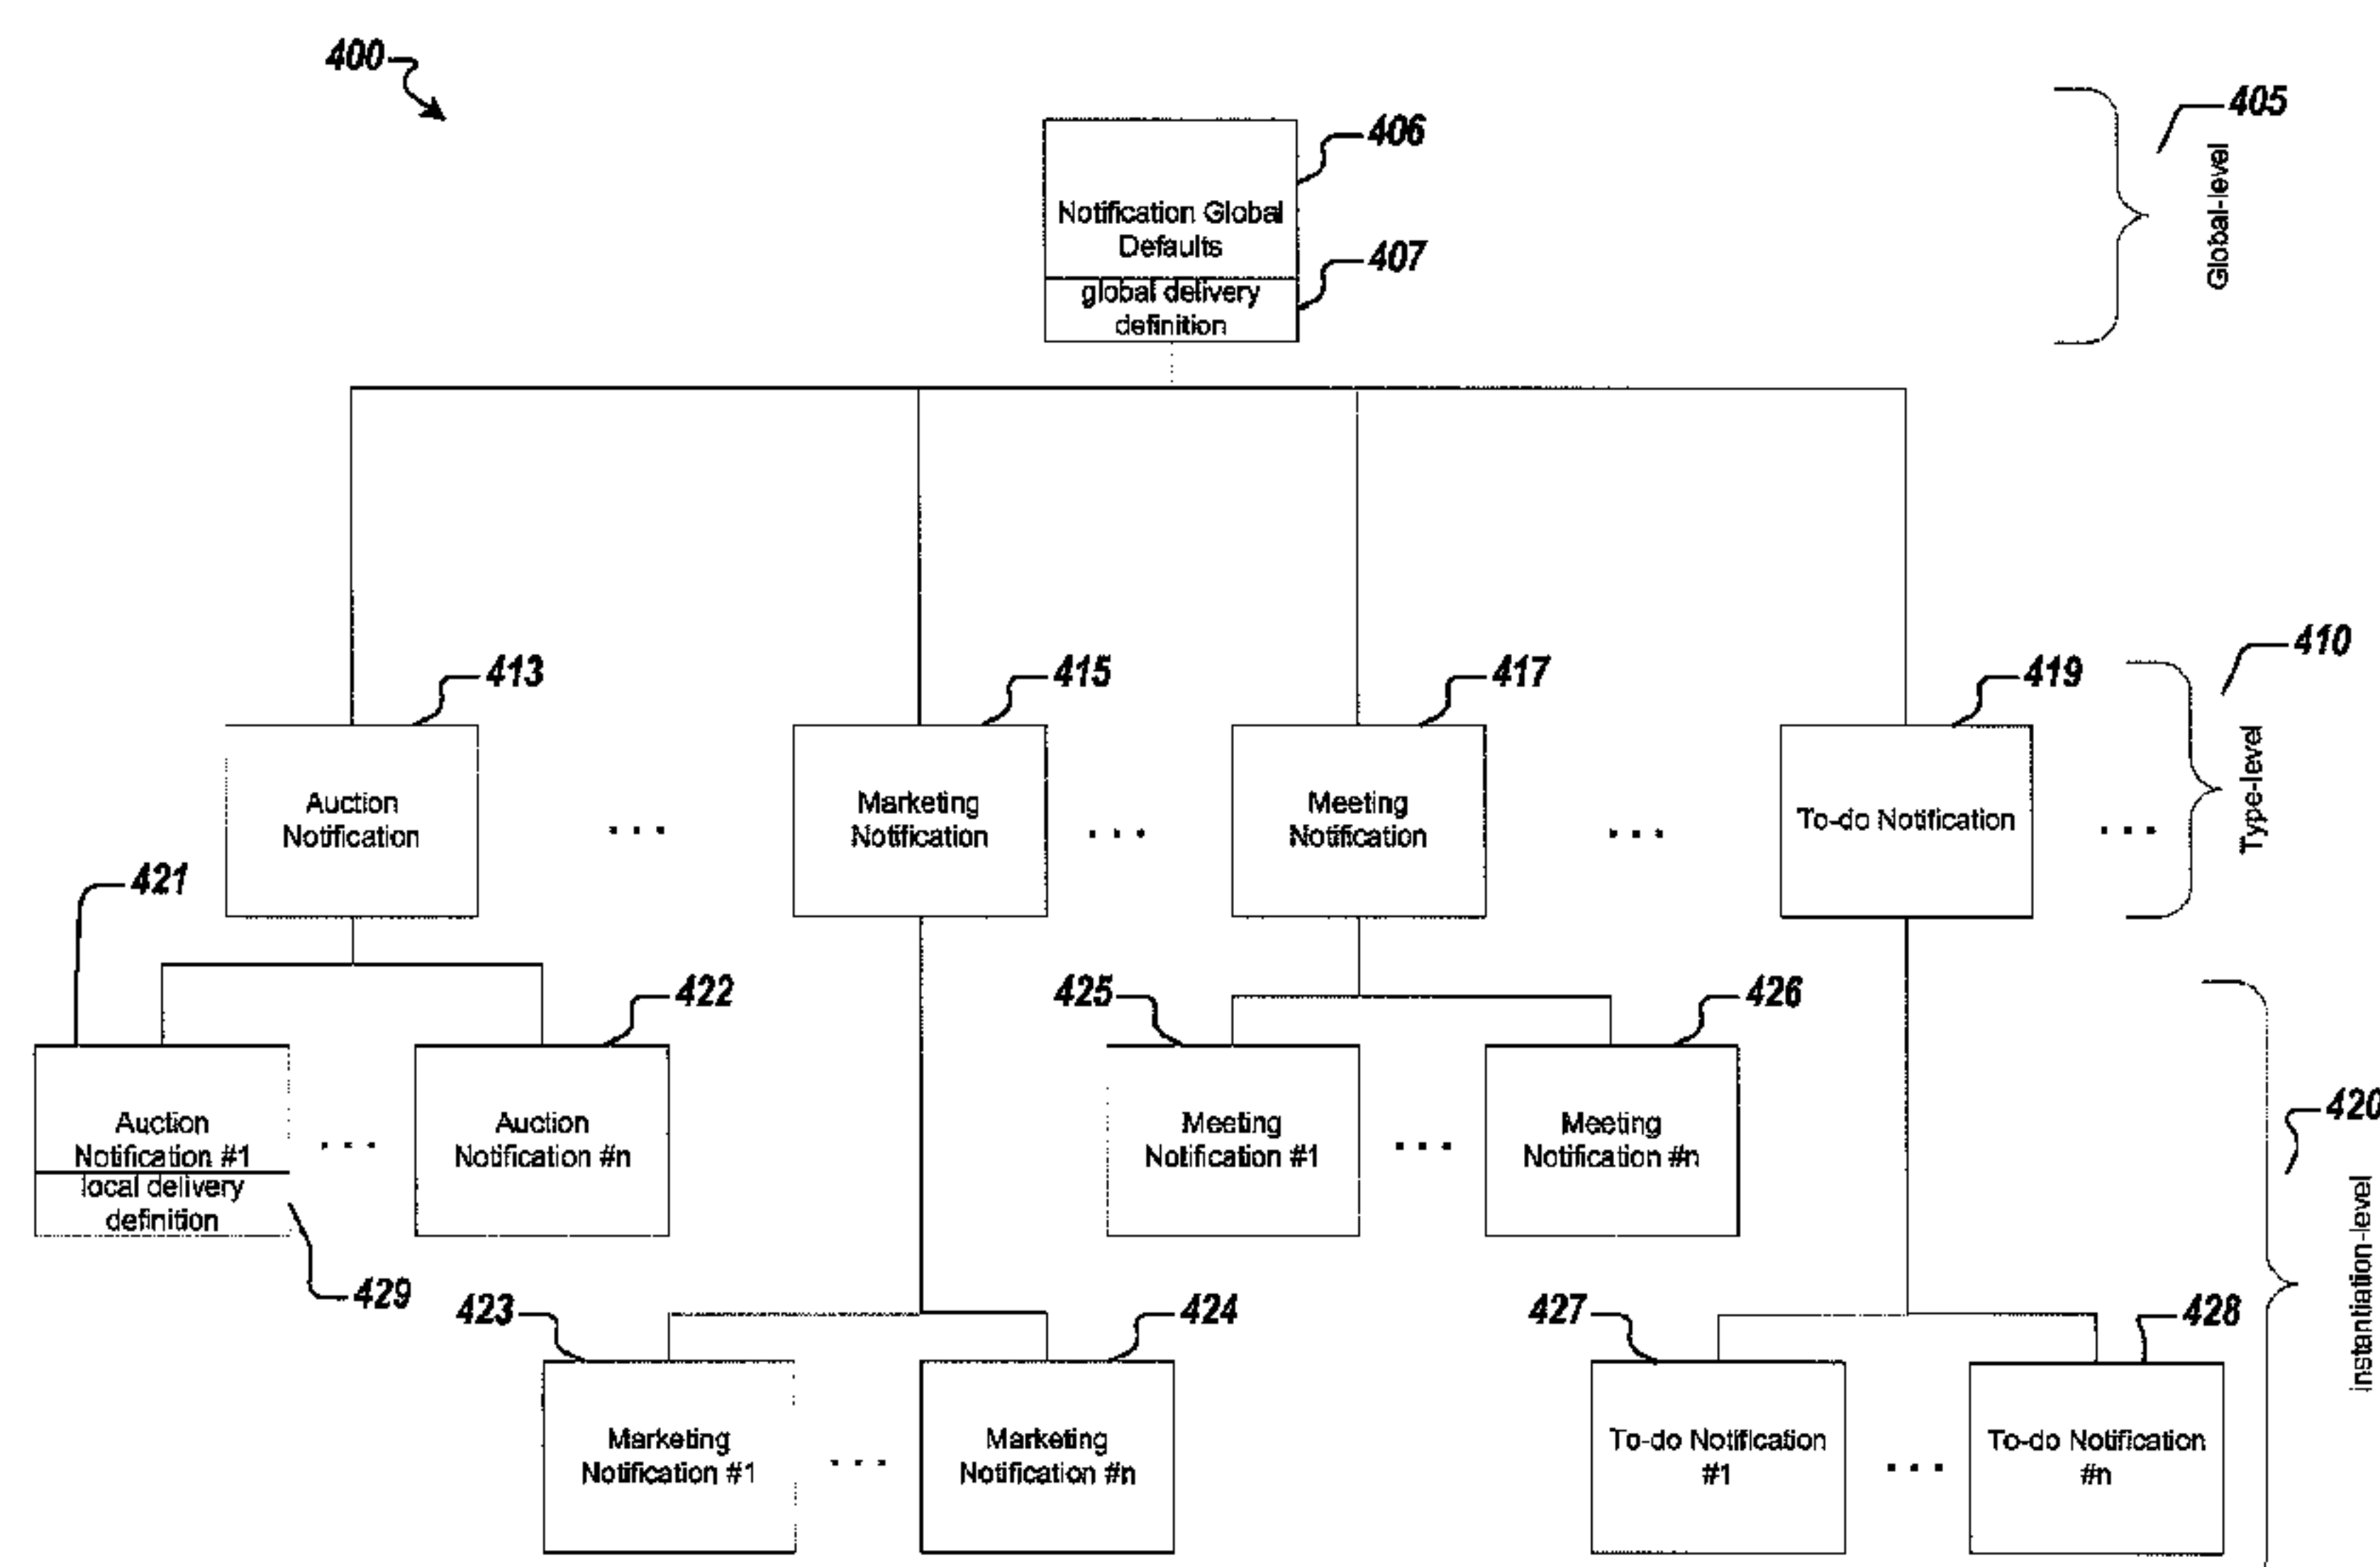 400
405
406
Global-level
Notification Global
Defaults
407
global delivery
definition
410
413
415
417
419
Type-level
Auction
Notification
...
Marketing
Notification
...
Meeting
Notification
...
To-do Notification
...
421
422
425
426
420
Auction
Notification #1
...
Auction
Notification #n
Meeting
Notification #1
...
Meeting
Notification #n
local delivery
definition
instantiation-level
429
423
424
427
428
Marketing
Notification #1
...
Marketing
Notification #n
To-do Notification
#1
...
To-do Notification
#n